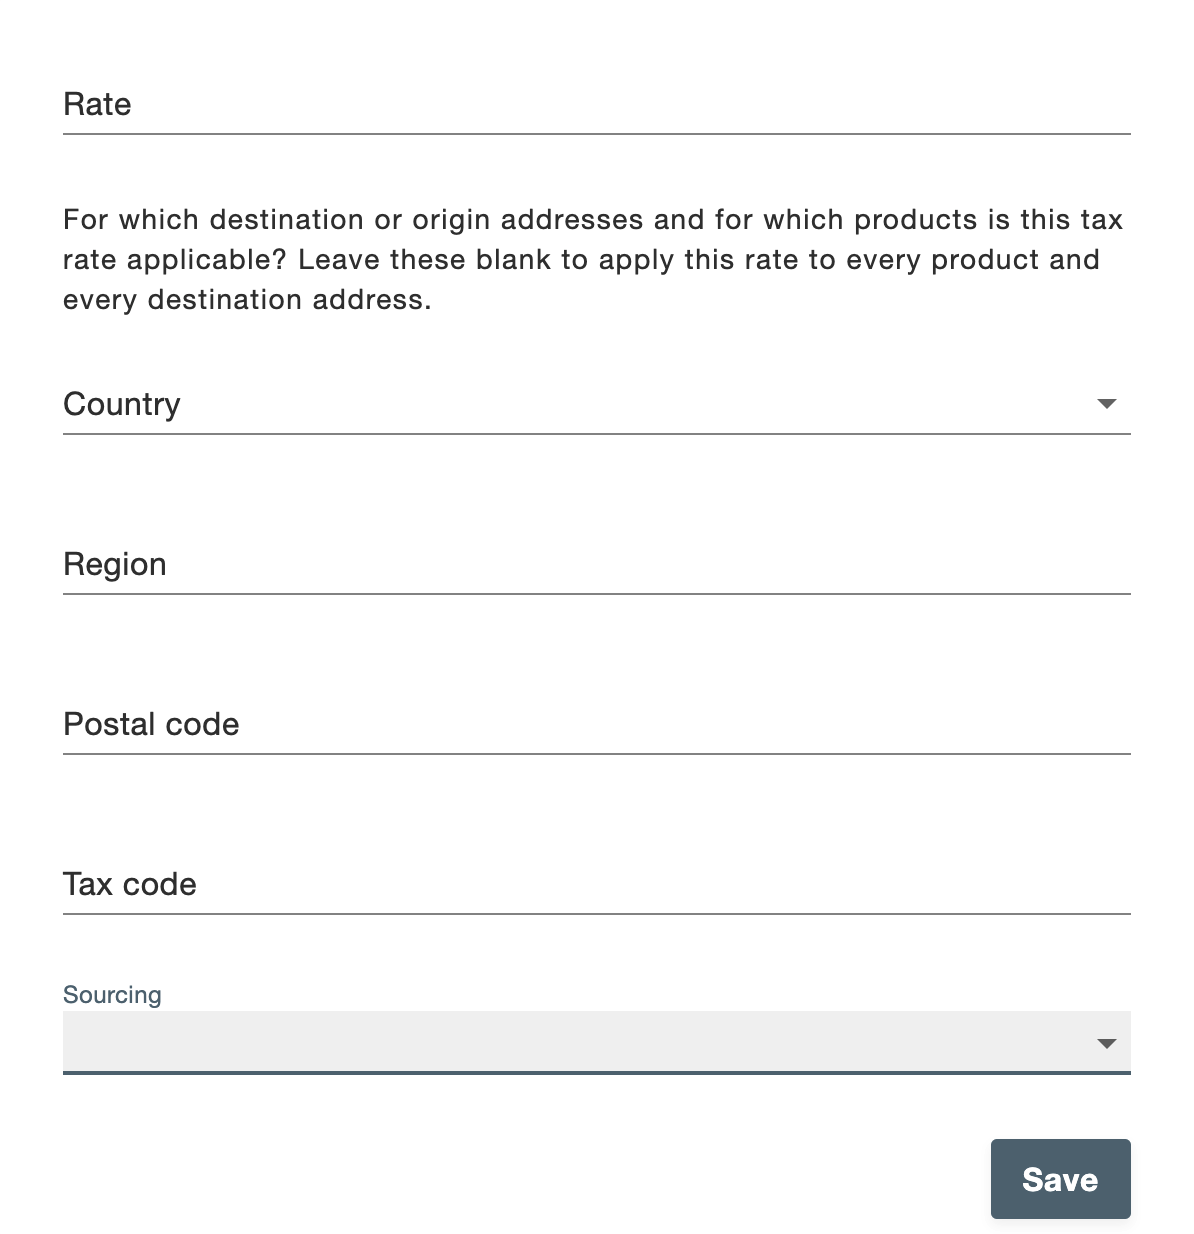 Rate
For which destination or origin addresses and for which products is this tax
rate applicable? Leave these blank to apply this rate to every product and
every destination address.
Country
Region
Postal code
Tax code
Sourcing
Save